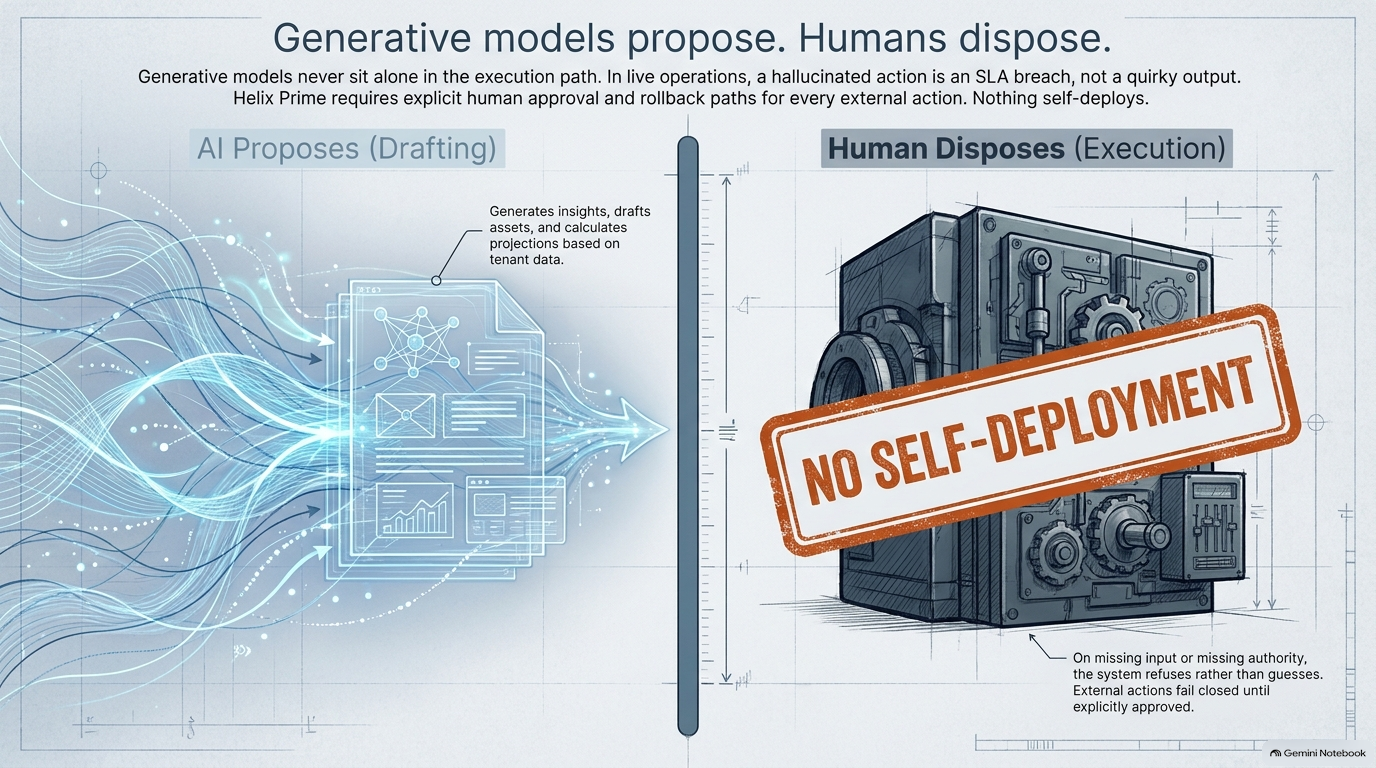 Generative models propose. Humans dispose.
Generative models never sit alone in the execution path. In live operations, a hallucinated action is an SLA breach, not a quirky output.
Helix Prime requires explicit human approval and rollback paths for every external action. Nothing self-deploys.
AI Proposes (Drafting)
Generates insights, drafts
assets, and calculates
projections based on
tenant data.
Human Disposes (Execution)
NO SELF-DEPLOYMENT
On missing input or missing authority,
the system refuses rather than guesses.
External actions fail closed until
explicitly approved.
Gemini Notebook